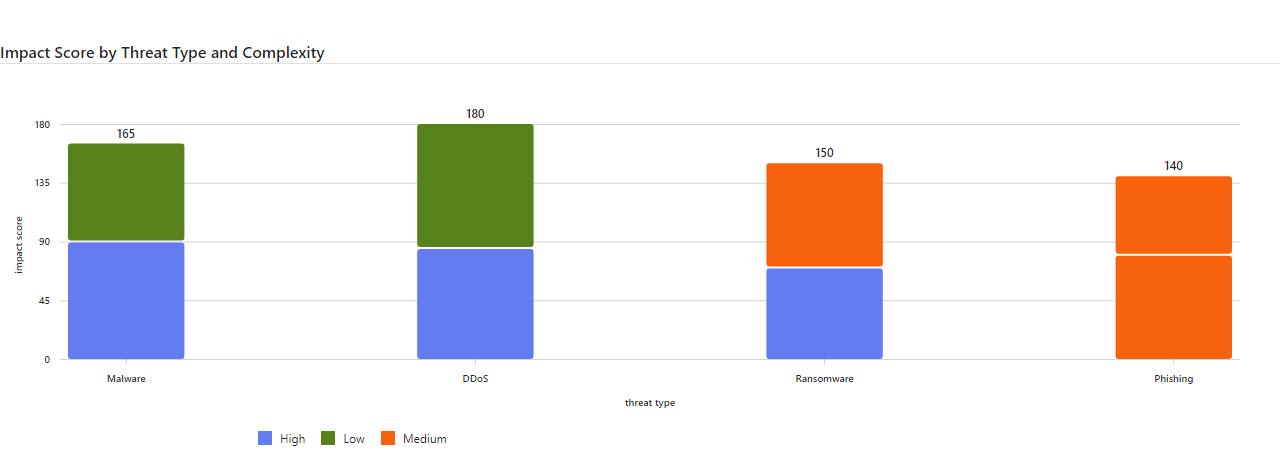 Impact Score by Threat Type and Complexity
180
165
180
150
140
135
90
45
0
impact score
Malware
DDoS
Ransomware
Phishing
threat type
High
Low
Medium